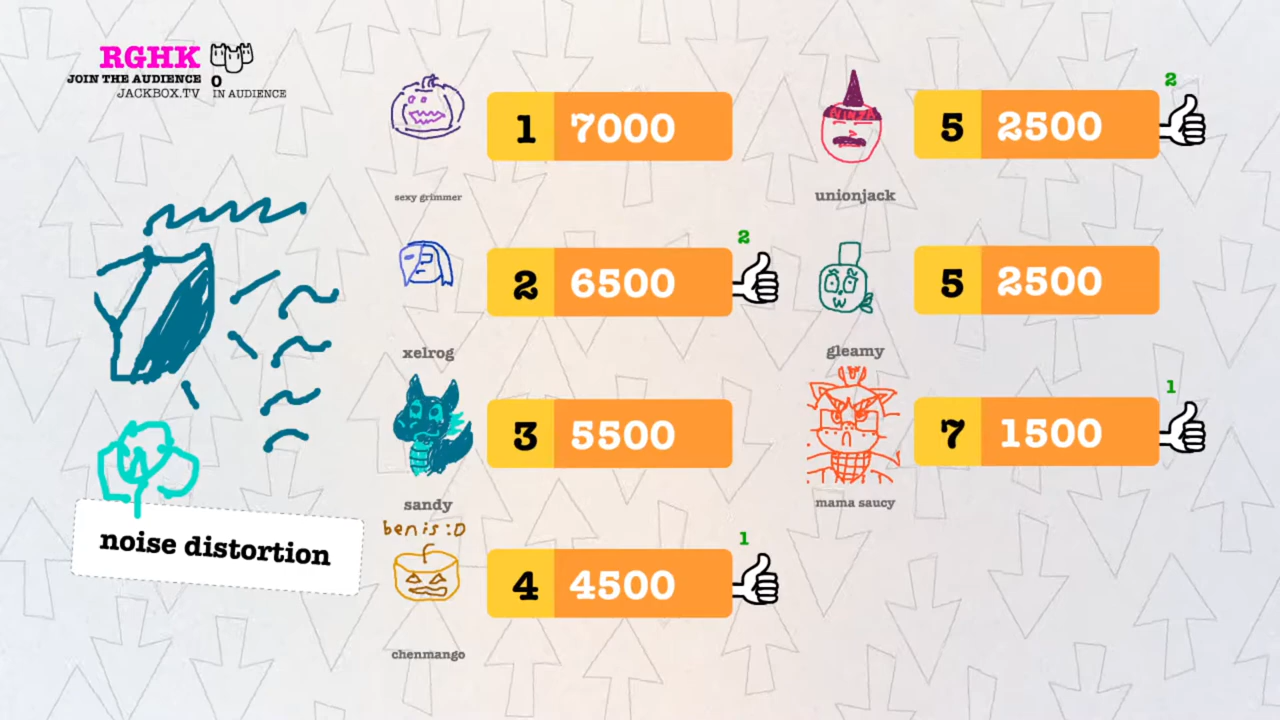 RGHK
JOIN THE AUDIENCE
JACKBOX.TV
0
IN AUDIENCE
noise distortion
1 7000
sexy grimmer
2 6500
2
xelrog
3 5500
sandy
benis :D
4 4500
1
chenmango
NINJA
5 2500
2
unionjack
5 2500
gleamy
7 1500
1
mama saucy